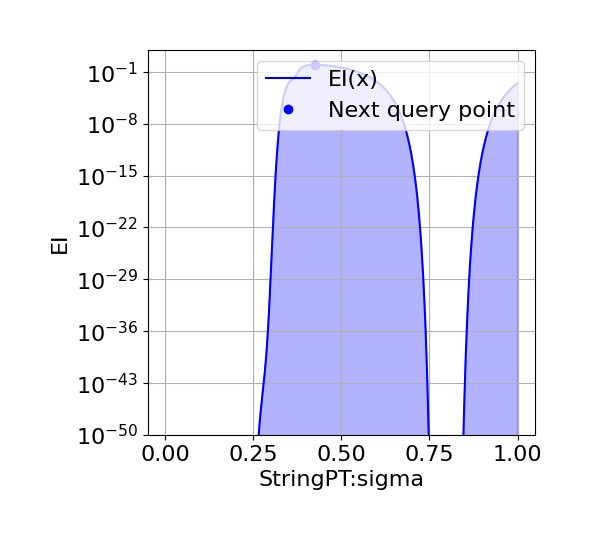 EI(x)
Next query point
10^-1
10^-8
10^-15
10^-22
10^-29
10^-36
10^-43
10^-50
EI
0.00 0.25 0.50 0.75 1.00
StringPT:sigma